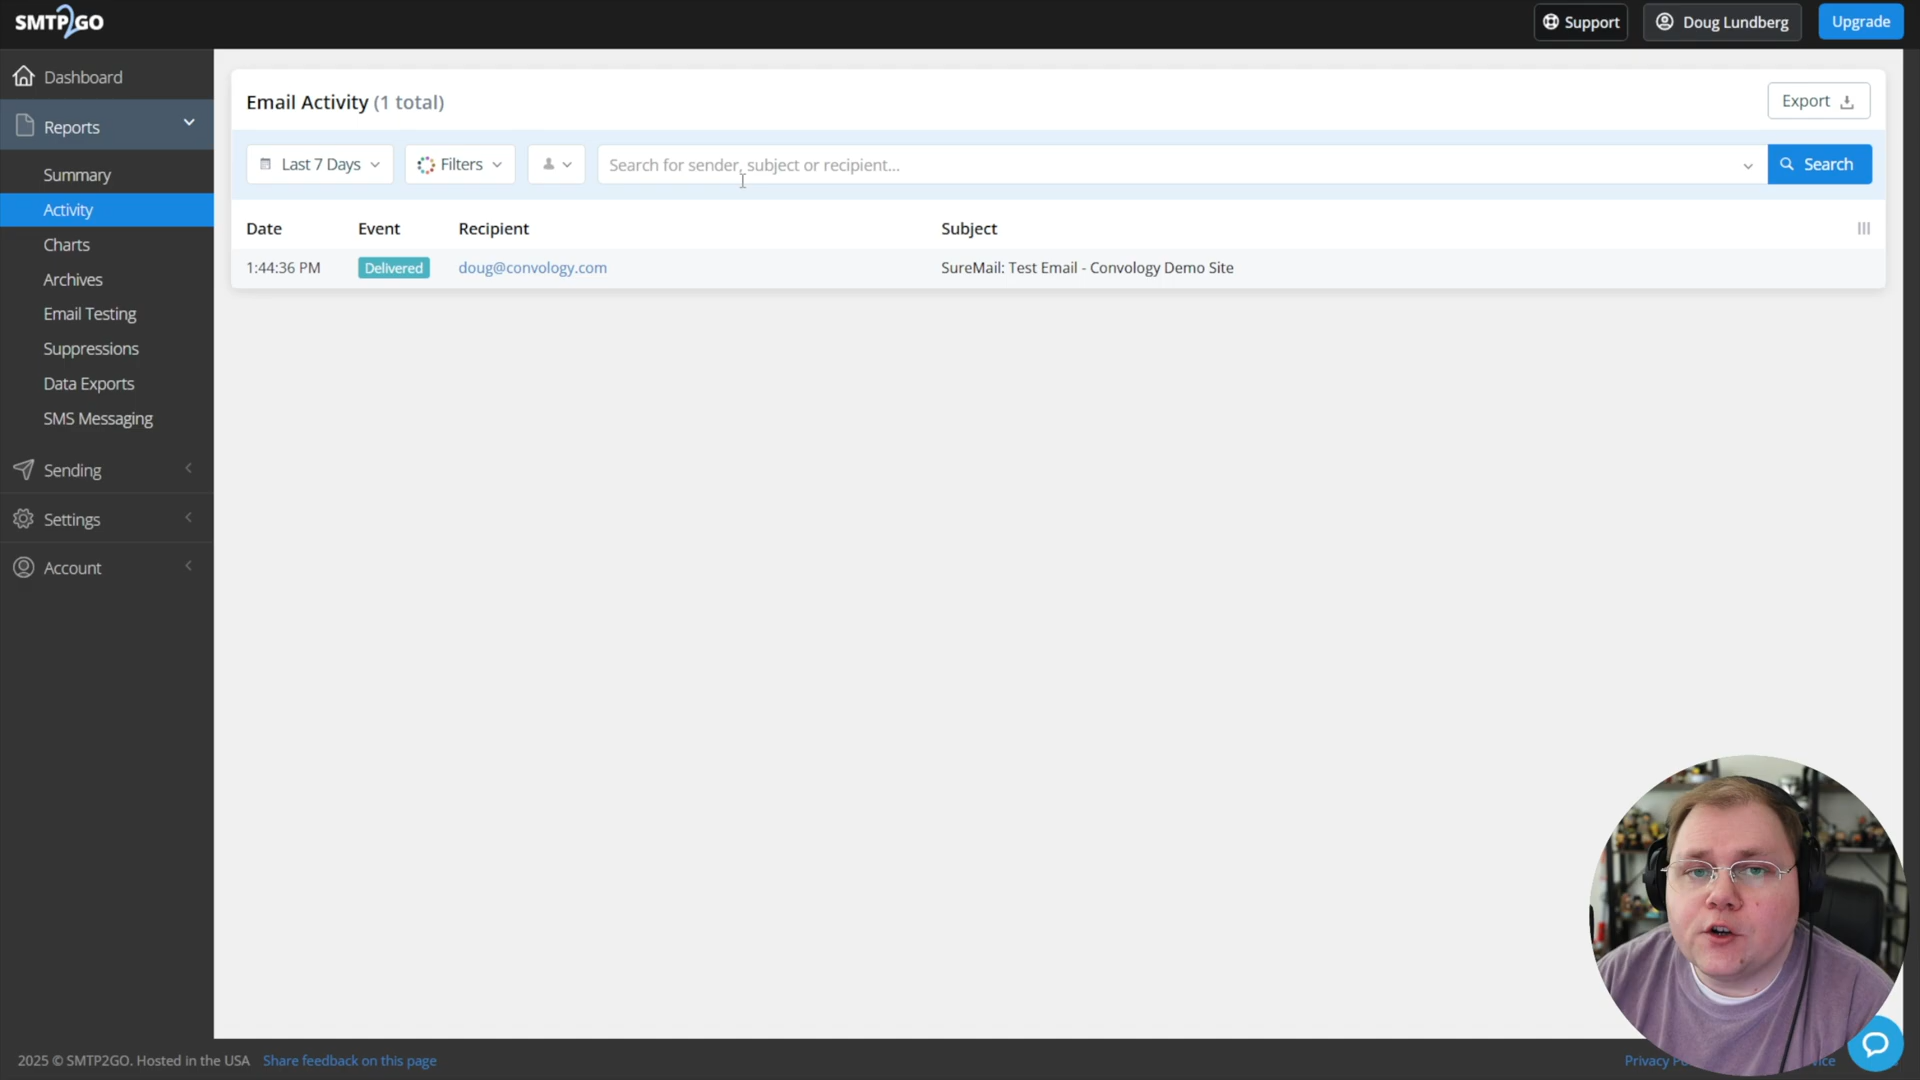 SMTP2GO
Support
Doug Lundberg
Upgrade
Dashboard
Reports
Summary
Activity
Charts
Archives
Email Testing
Suppressions
Data Exports
SMS Messaging
Sending
Settings
Account
Email Activity (1 total)
Export
Last 7 Days
Filters
Search for sender, subject or recipient...
Search
Date Event Recipient Subject
1:44:36 PM Delivered doug@convology.com SureMail: Test Email - Convology Demo Site
2025 © SMTP2GO. Hosted in the USA Share feedback on this page
Privacy